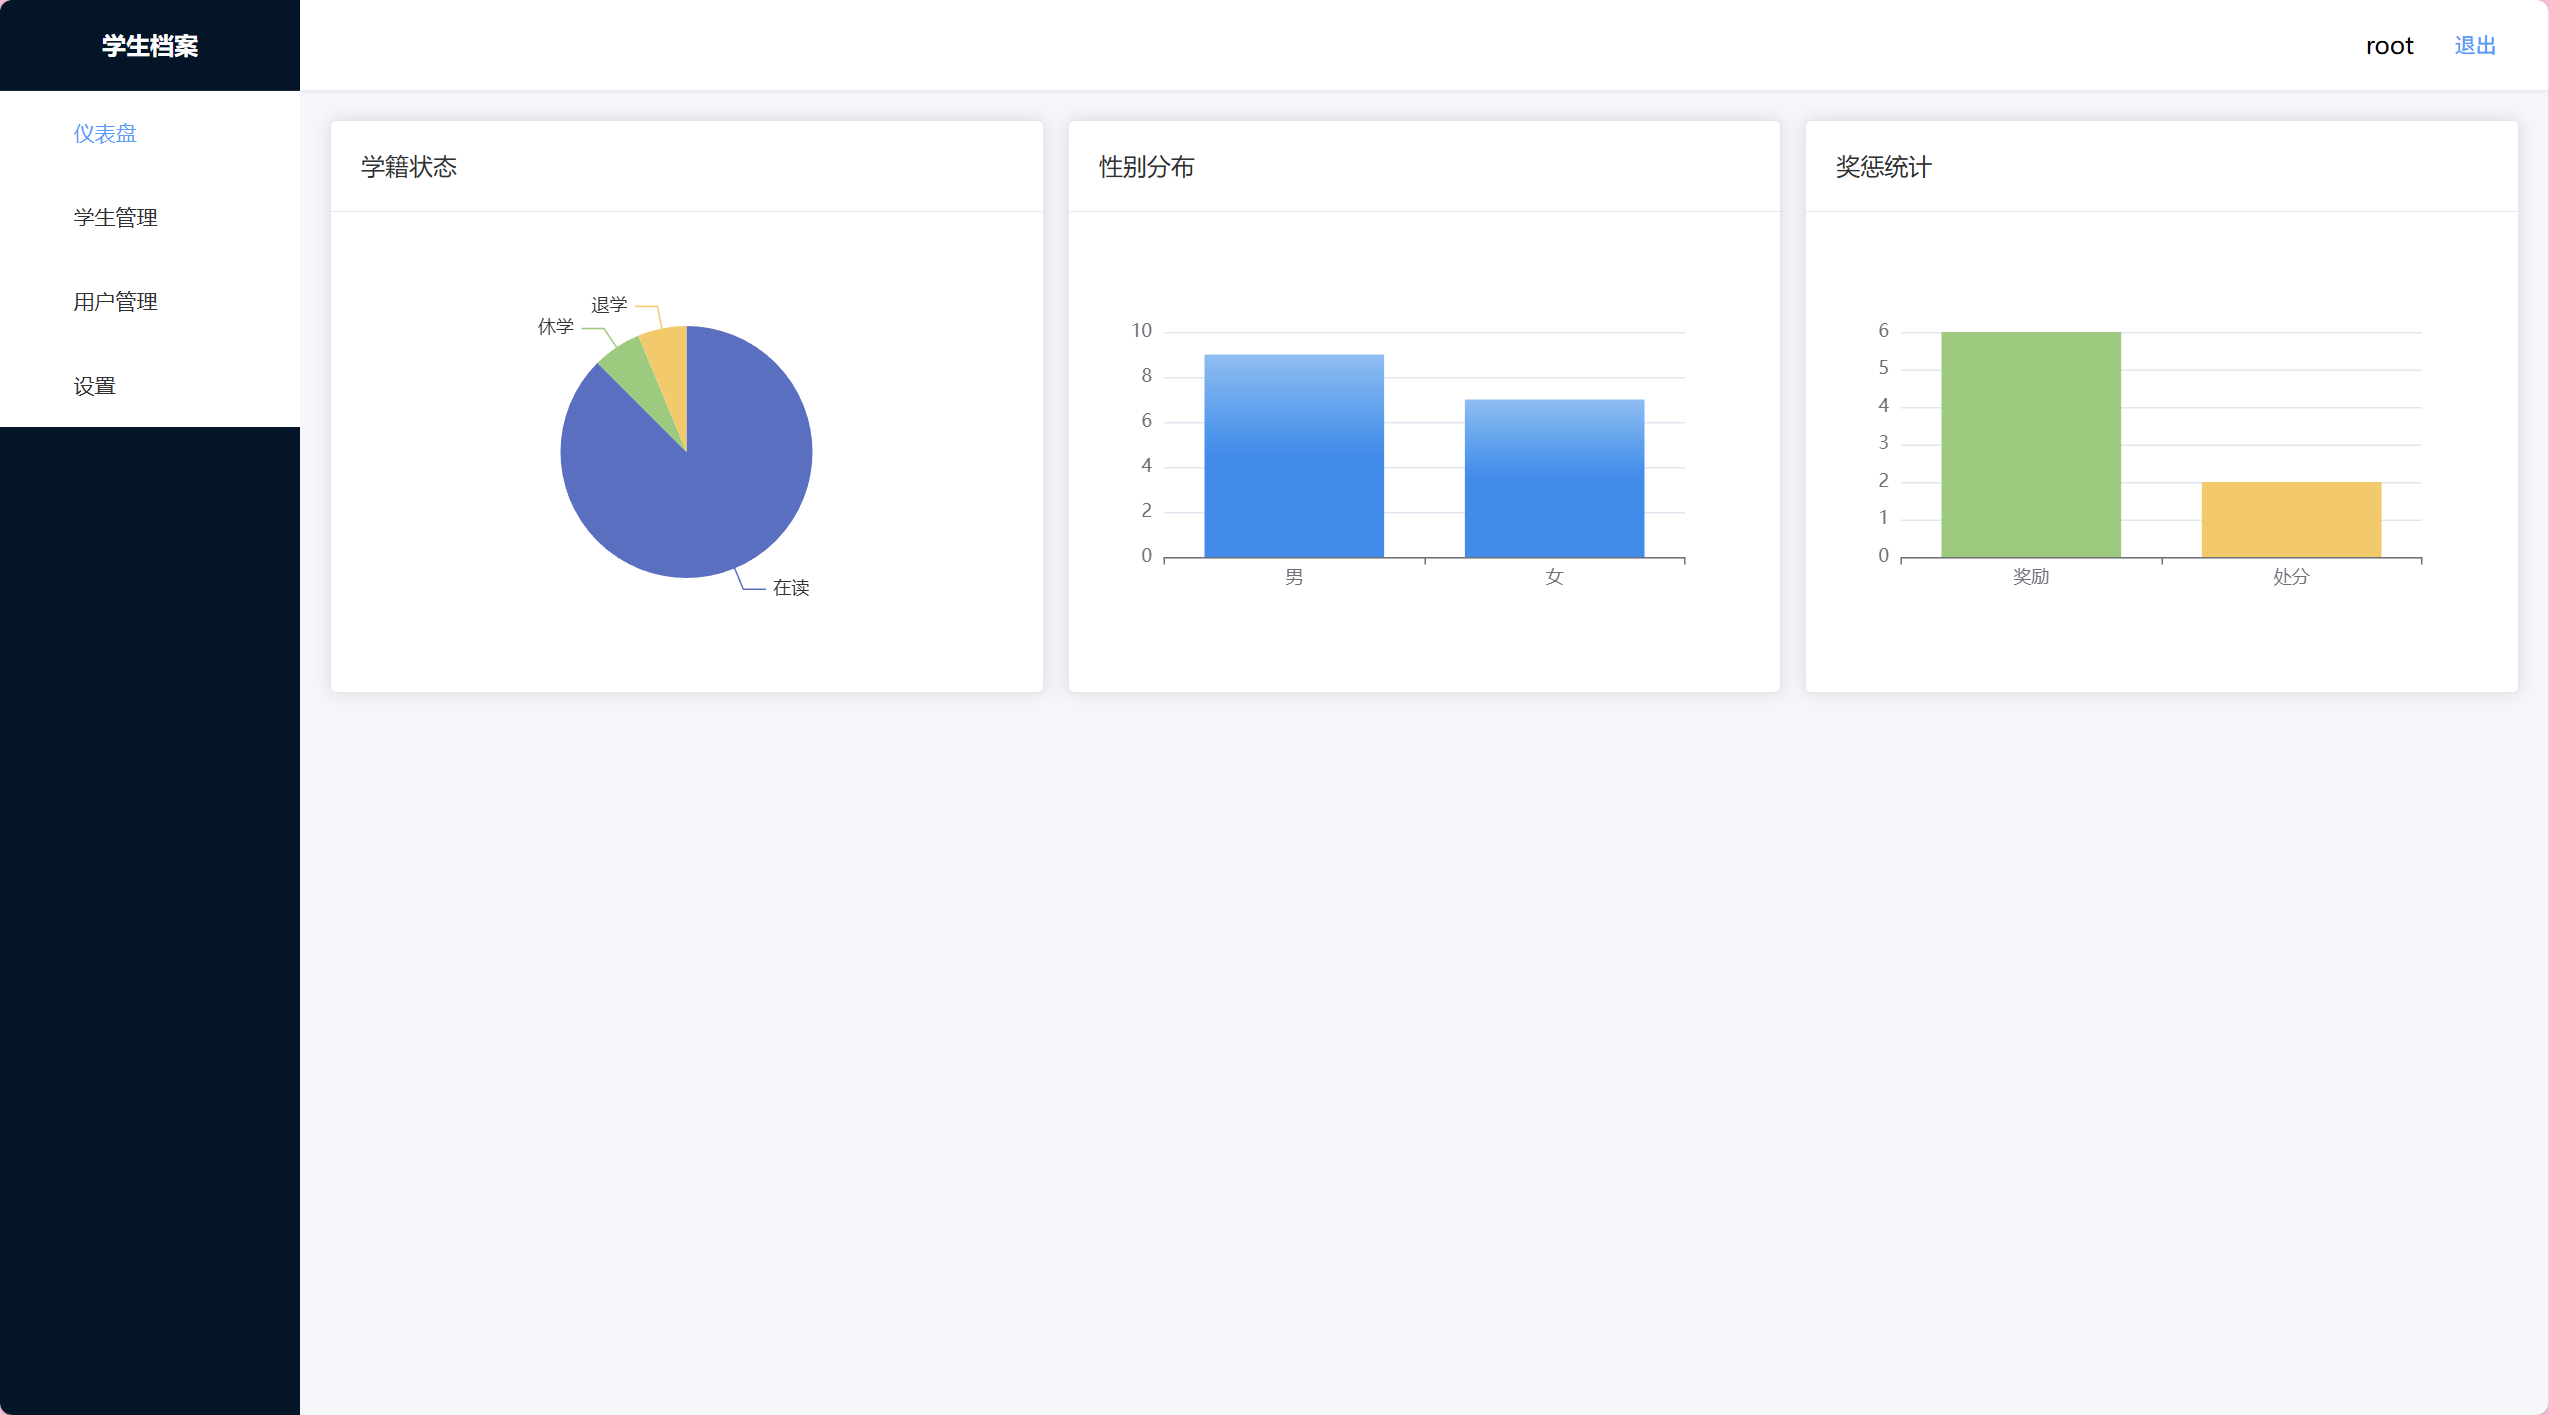 学生档案
root 退出
仪表盘
学生管理
用户管理
设置
学籍状态
退学
休学
在读
性别分布
10
8
6
4
2
0
男 女
奖惩统计
6
5
4
3
2
1
0
奖励 处分